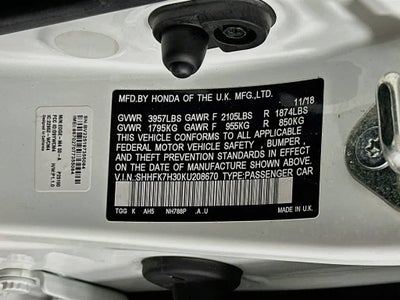 MFD.BY HONDA OF THE U.K. MFG.,LTD.
11/18
GVWR 3957LBS GAWR F 2105LBS R 1874LBS
GVWR 1795KG GAWR F 955KG R 850KG
THIS VEHICLE CONFORMS TO ALL APPLICABLE
FEDERAL MOTOR VEHICLE SAFETY , BUMPER ,
AND THEFT PREVENTION STANDARDS IN EFFECT
ON THE DATE OF MANUFACTURE SHOWN ABOVE.
V.I.N:SHHFK7H30KU208670 TYPE:PASSENGER CAR
TGG K AH5 NH788P .A.U MADE IN U.K.